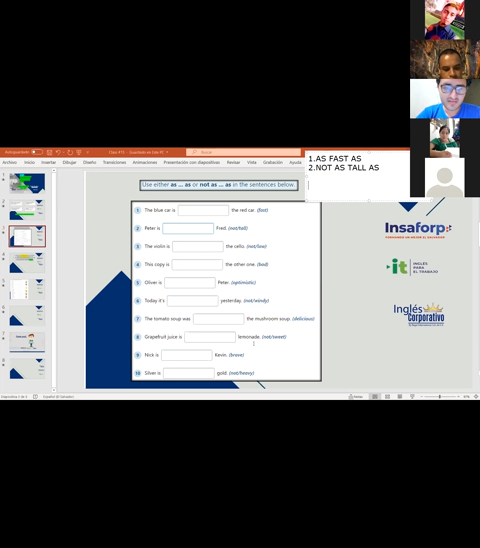 Archivo Inicio Insertar Dibujar Diseño Transiciones Animaciones Presentación con diapositivas Revisar Vista Grabación Ayuda
1.AS FAST AS
2.NOT AS TALL AS
Use either as ... as or not as ... as in the sentences below.
1 The blue car is the red car. (fast)
2 Peter is Fred. (not/tall)
3 The violin is the cello. (not/low)
4 This copy is the other one. (bad)
5 Oliver is Peter. (optimistic)
6 Today it's yesterday. (not/windy)
7 The tomato soup was the mushroom soup. (delicious)
8 Grapefruit juice is lemonade. (not/sweet)
9 Nick is Kevin. (brave)
10 Silver is gold. (not/heavy)
Insaforp
it INGLÉS PARA EL TRABAJO
Inglés Corporativo